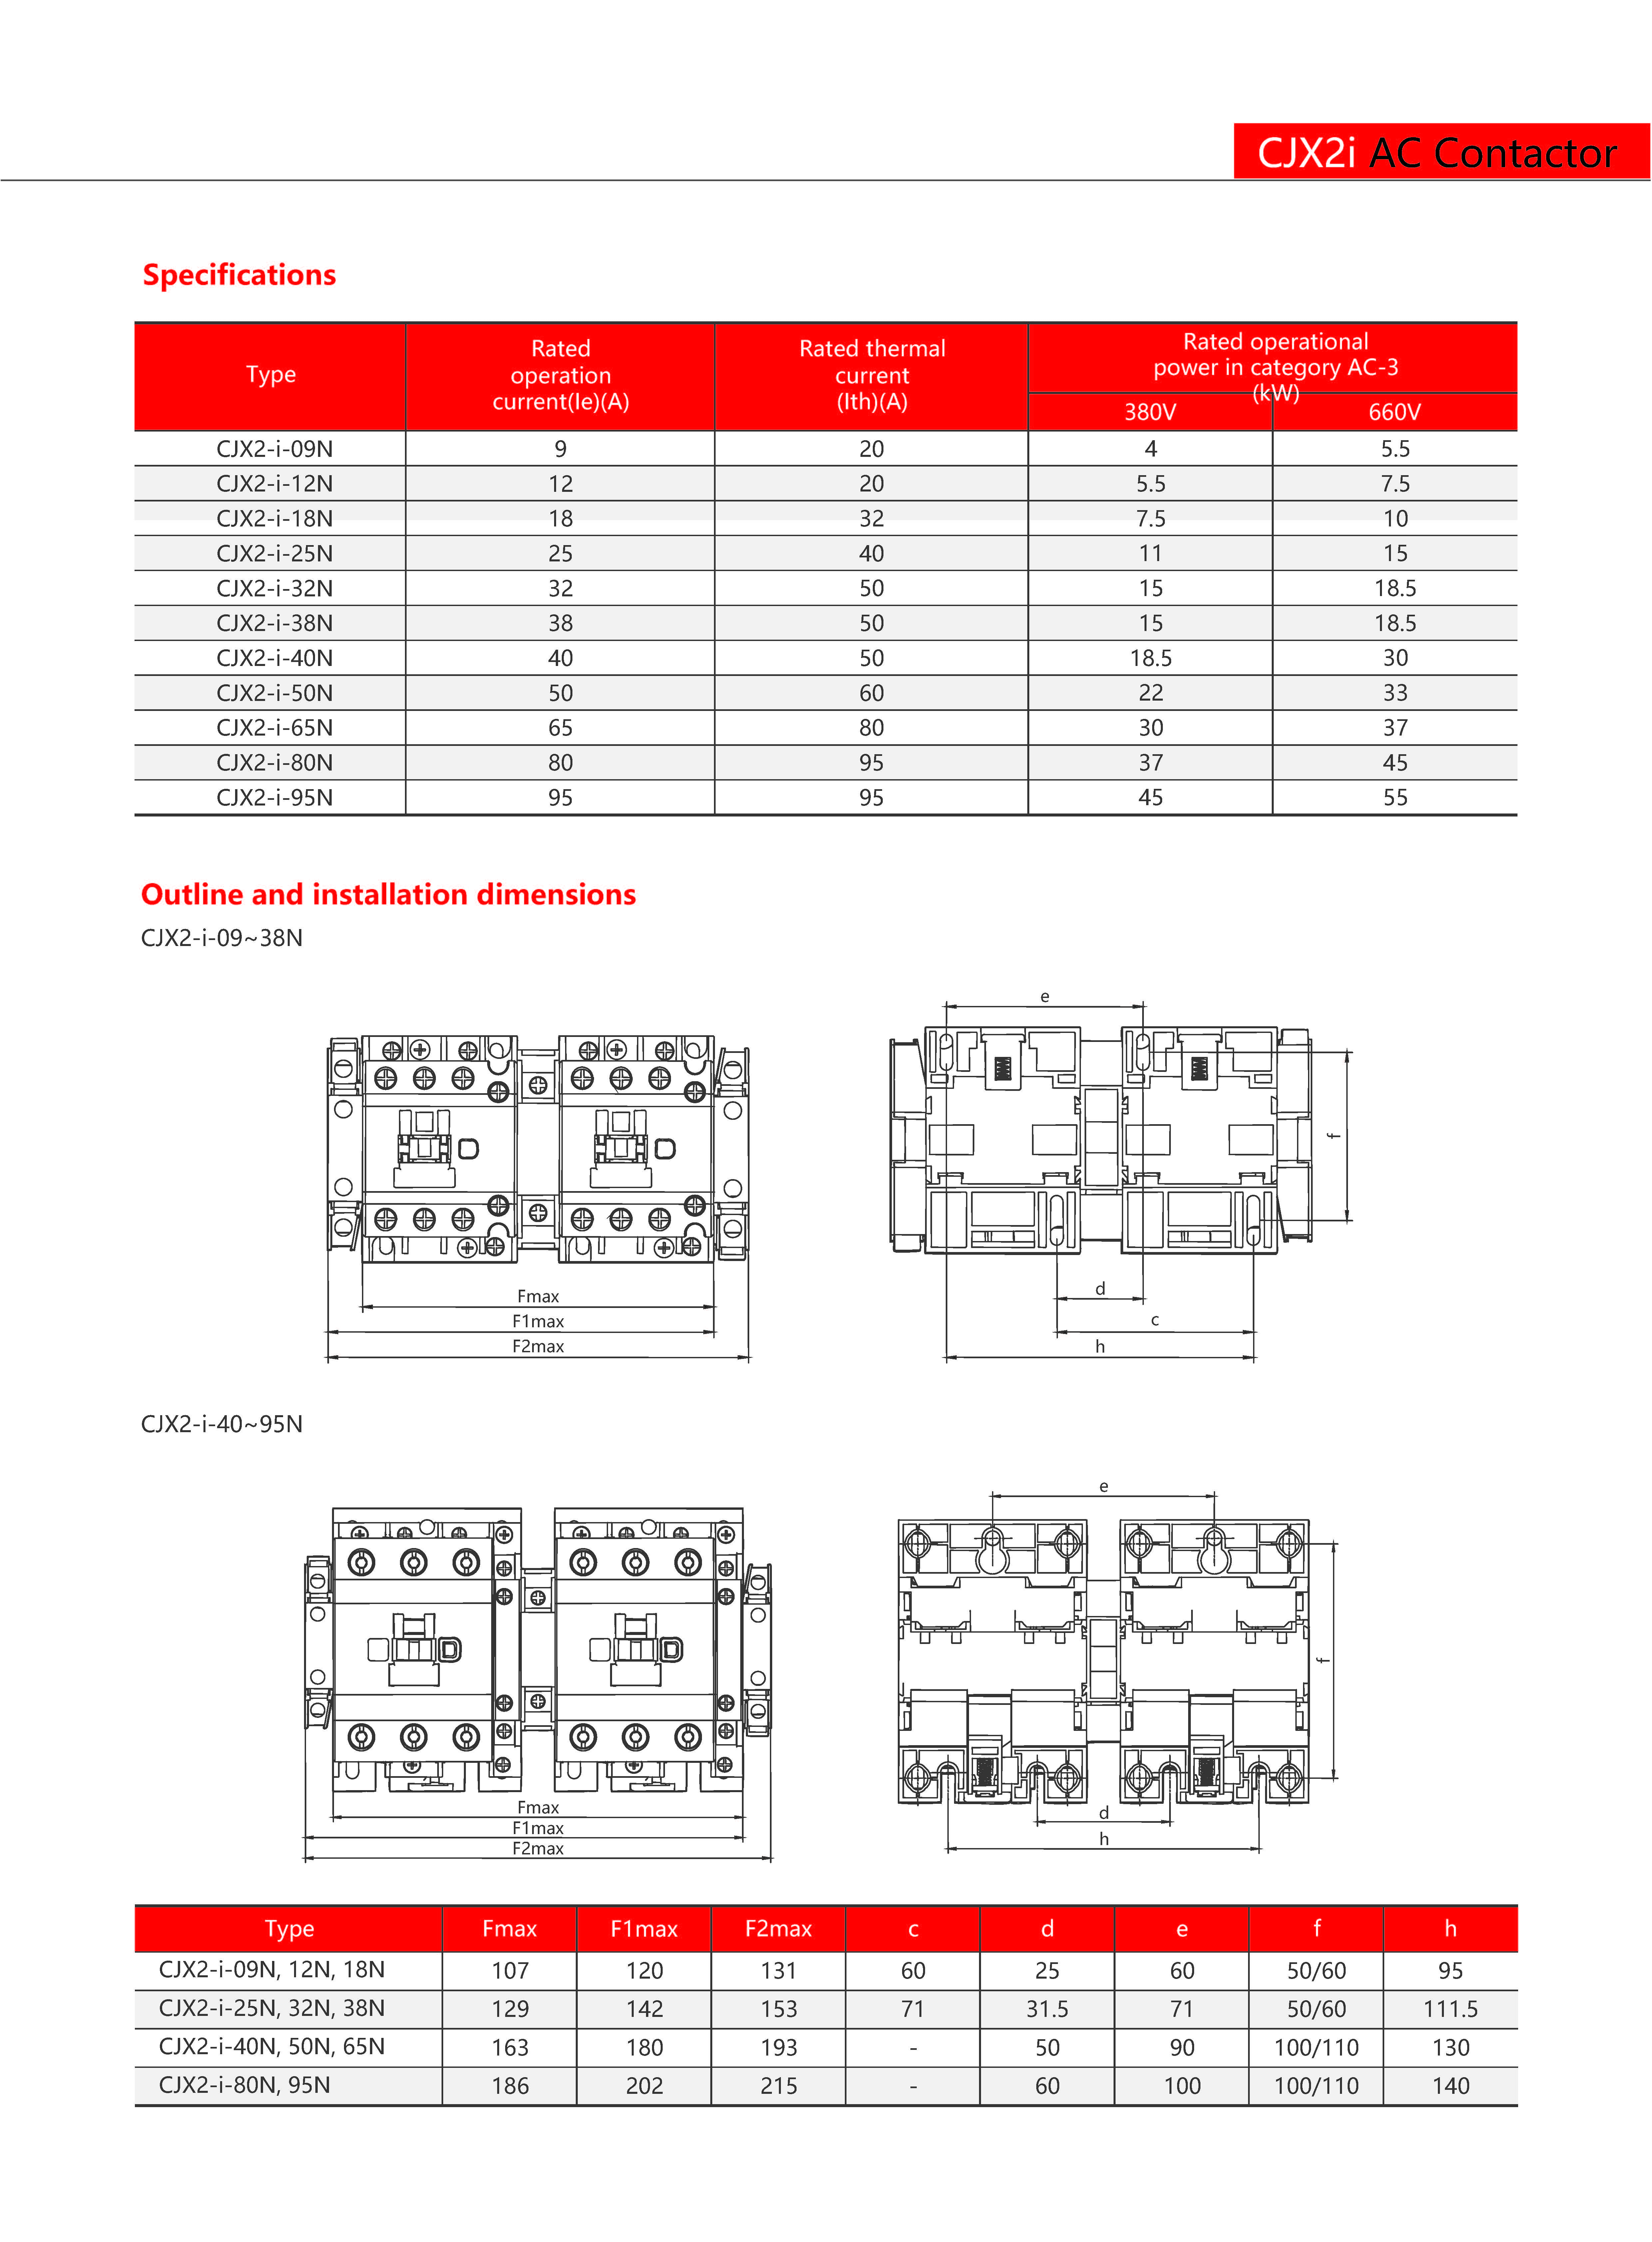 CJX2i AC Contactor
Specifications
Type
Rated
operation
current(Ie)(A)
Rated thermal
current
(Ith)(A)
Rated operational
power in category AC-3
(kW)
380V 660V
CJX2-i-09N 9 20 4 5.5
CJX2-i-12N 12 20 5.5 7.5
CJX2-i-18N 18 32 7.5 10
CJX2-i-25N 25 40 11 15
CJX2-i-32N 32 50 15 18.5
CJX2-i-38N 38 50 15 18.5
CJX2-i-40N 40 50 18.5 30
CJX2-i-50N 50 60 22 33
CJX2-i-65N 65 80 30 37
CJX2-i-80N 80 95 37 45
CJX2-i-95N 95 95 45 55
Outline and installation dimensions
CJX2-i-09~38N
Fmax
F1max
F2max
e
f
d
c
h
CJX2-i-40~95N
Fmax
F1max
F2max
e
f
d
h
Type Fmax F1max F2max c d e f h
CJX2-i-09N, 12N, 18N 107 120 131 60 25 60 50/60 95
CJX2-i-25N, 32N, 38N 129 142 153 71 31.5 71 50/60 111.5
CJX2-i-40N, 50N, 65N 163 180 193 - 50 90 100/110 130
CJX2-i-80N, 95N 186 202 215 - 60 100 100/110 140